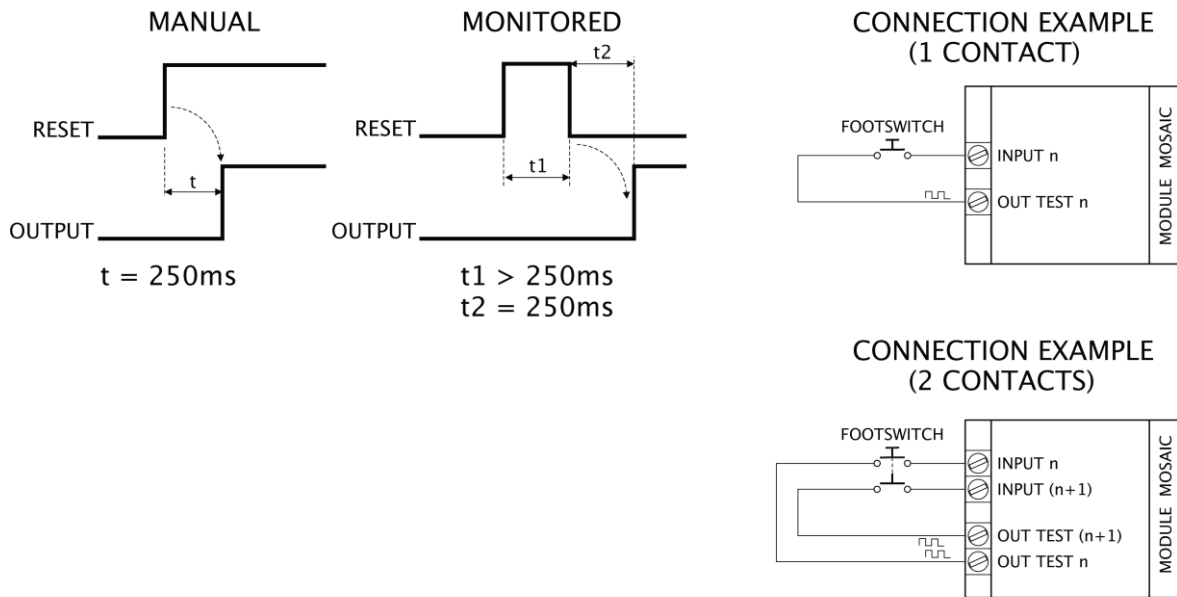 MANUAL
RESET
t
OUTPUT
t = 250ms
MONITORED
t2
RESET
t1
OUTPUT
t1 > 250ms
t2 = 250ms
CONNECTION EXAMPLE
(1 CONTACT)
FOOTSWITCH
INPUT n
OUT TEST n
MODULE MOSAIC
CONNECTION EXAMPLE
(2 CONTACTS)
FOOTSWITCH
INPUT n
INPUT (n+1)
OUT TEST (n+1)
OUT TEST n
MODULE MOSAIC